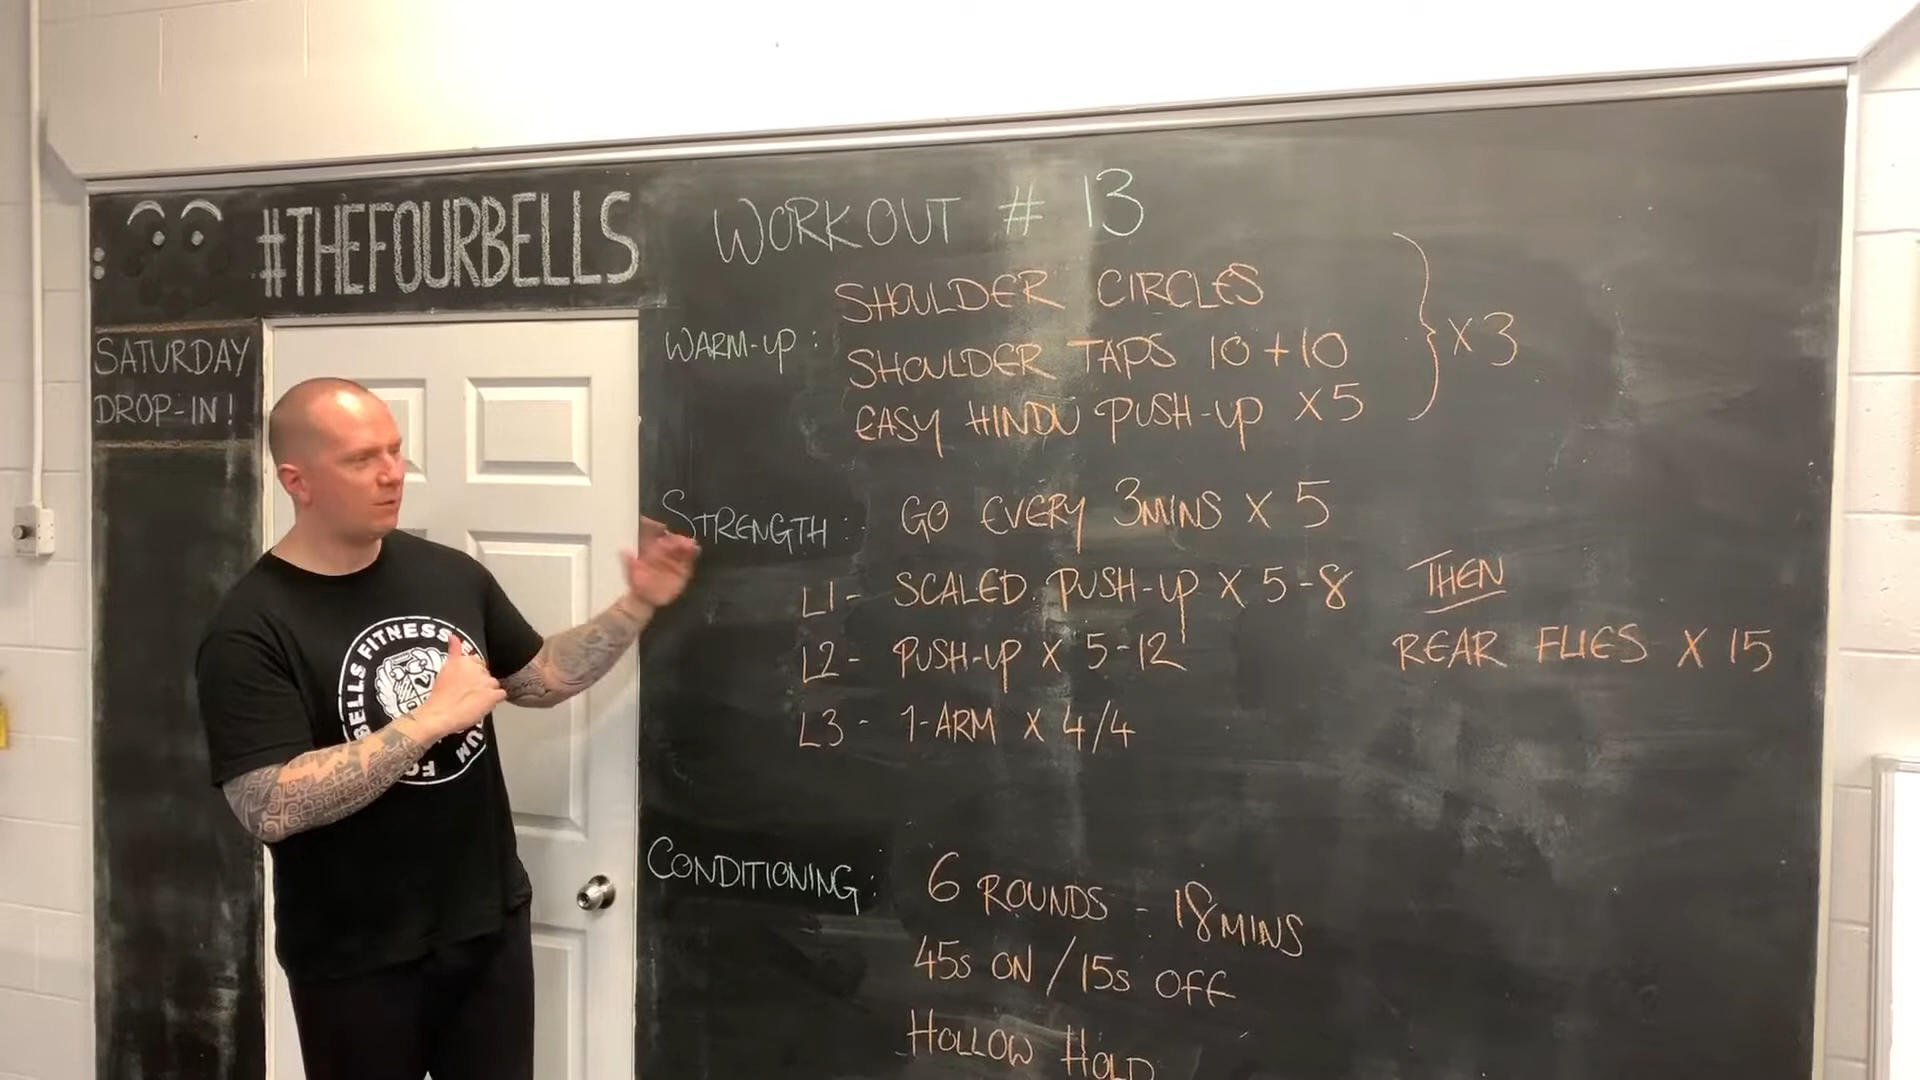 #THEFOURBELLS
SATURDAY
DROP-IN!
WORKOUT # 13
WARM-UP:
SHOULDER CIRCLES
SHOULDER TAPS 10+10
EASY HINDU PUSH-UP X5
} X3
STRENGTH: GO EVERY 3MINS X 5
L1- SCALED PUSH-UP X 5-8
L2- PUSH-UP X 5-12
L3- 1-ARM X 4/4
THEN
REAR FLIES X 15
CONDITIONING: 6 ROUNDS - 18MINS
45s ON / 15s OFF
HOLLOW HOLD
BELLS FITNESS